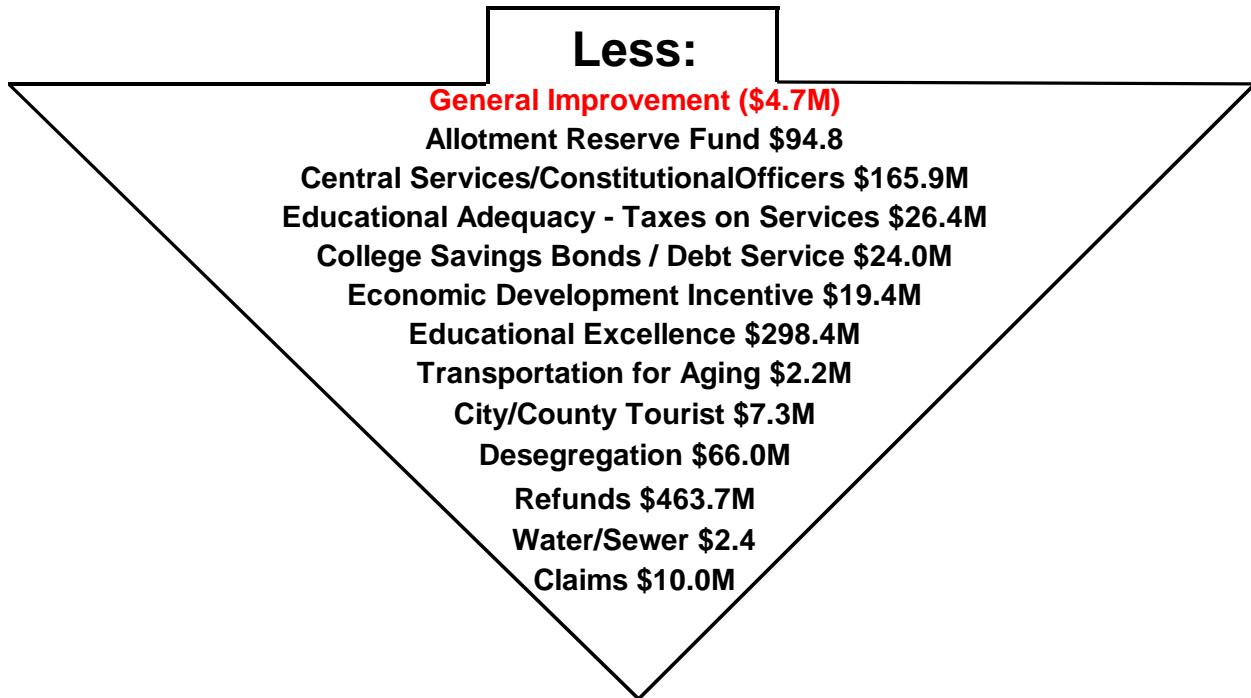 Less:
General Improvement ($4.7M)
Allotment Reserve Fund $94.8
Central Services/ConstitutionalOfficers $165.9M
Educational Adequacy - Taxes on Services $26.4M
College Savings Bonds / Debt Service $24.0M
Economic Development Incentive $19.4M
Educational Excellence $298.4M
Transportation for Aging $2.2M
City/County Tourist $7.3M
Desegregation $66.0M
Refunds $463.7M
Water/Sewer $2.4
Claims $10.0M